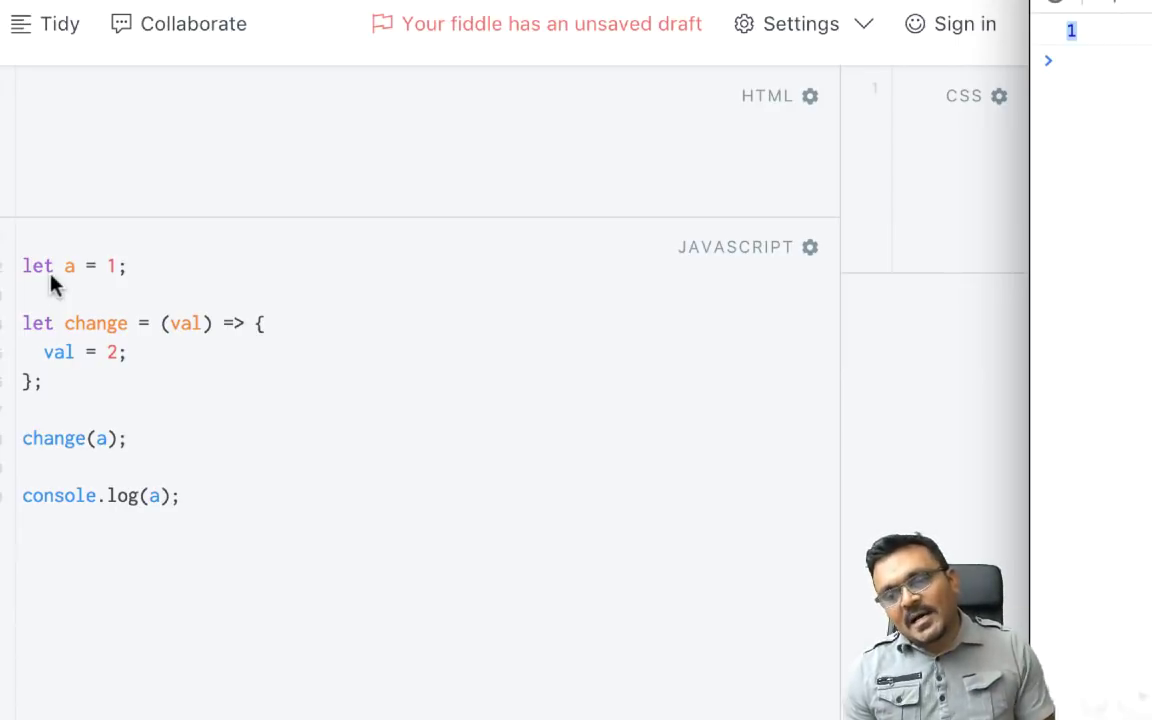 Tidy Collaborate Your fiddle has an unsaved draft Settings Sign in
1
>
HTML
1 CSS
JAVASCRIPT
let a = 1;
let change = (val) => {
val = 2;
};
change(a);
console.log(a);